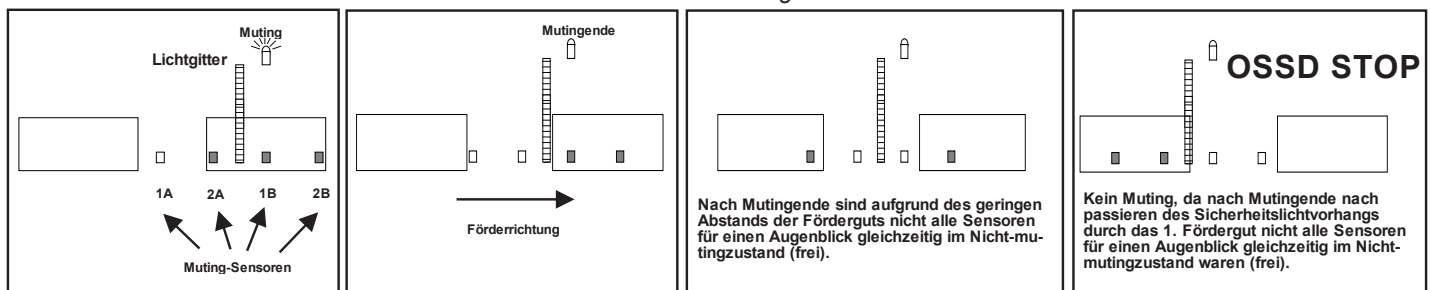 Muting
Lichtgitter
1A
2A
1B
2B
Muting-Sensoren
Mutingende
Förderrichtung
Nach Mutingende sind aufgrund des geringen
Abstands der Förderguts nicht alle Sensoren
für einen Augenblick gleichzeitig im Nicht-mu-
tingzustand (frei).
OSSD STOP
Kein Muting, da nach Mutingende nach
passieren des Sicherheitslichtvorhangs
durch das 1. Fördergut nicht alle Sensoren
für einen Augenblick gleichzeitig im Nicht-
mutingzustand waren (frei).